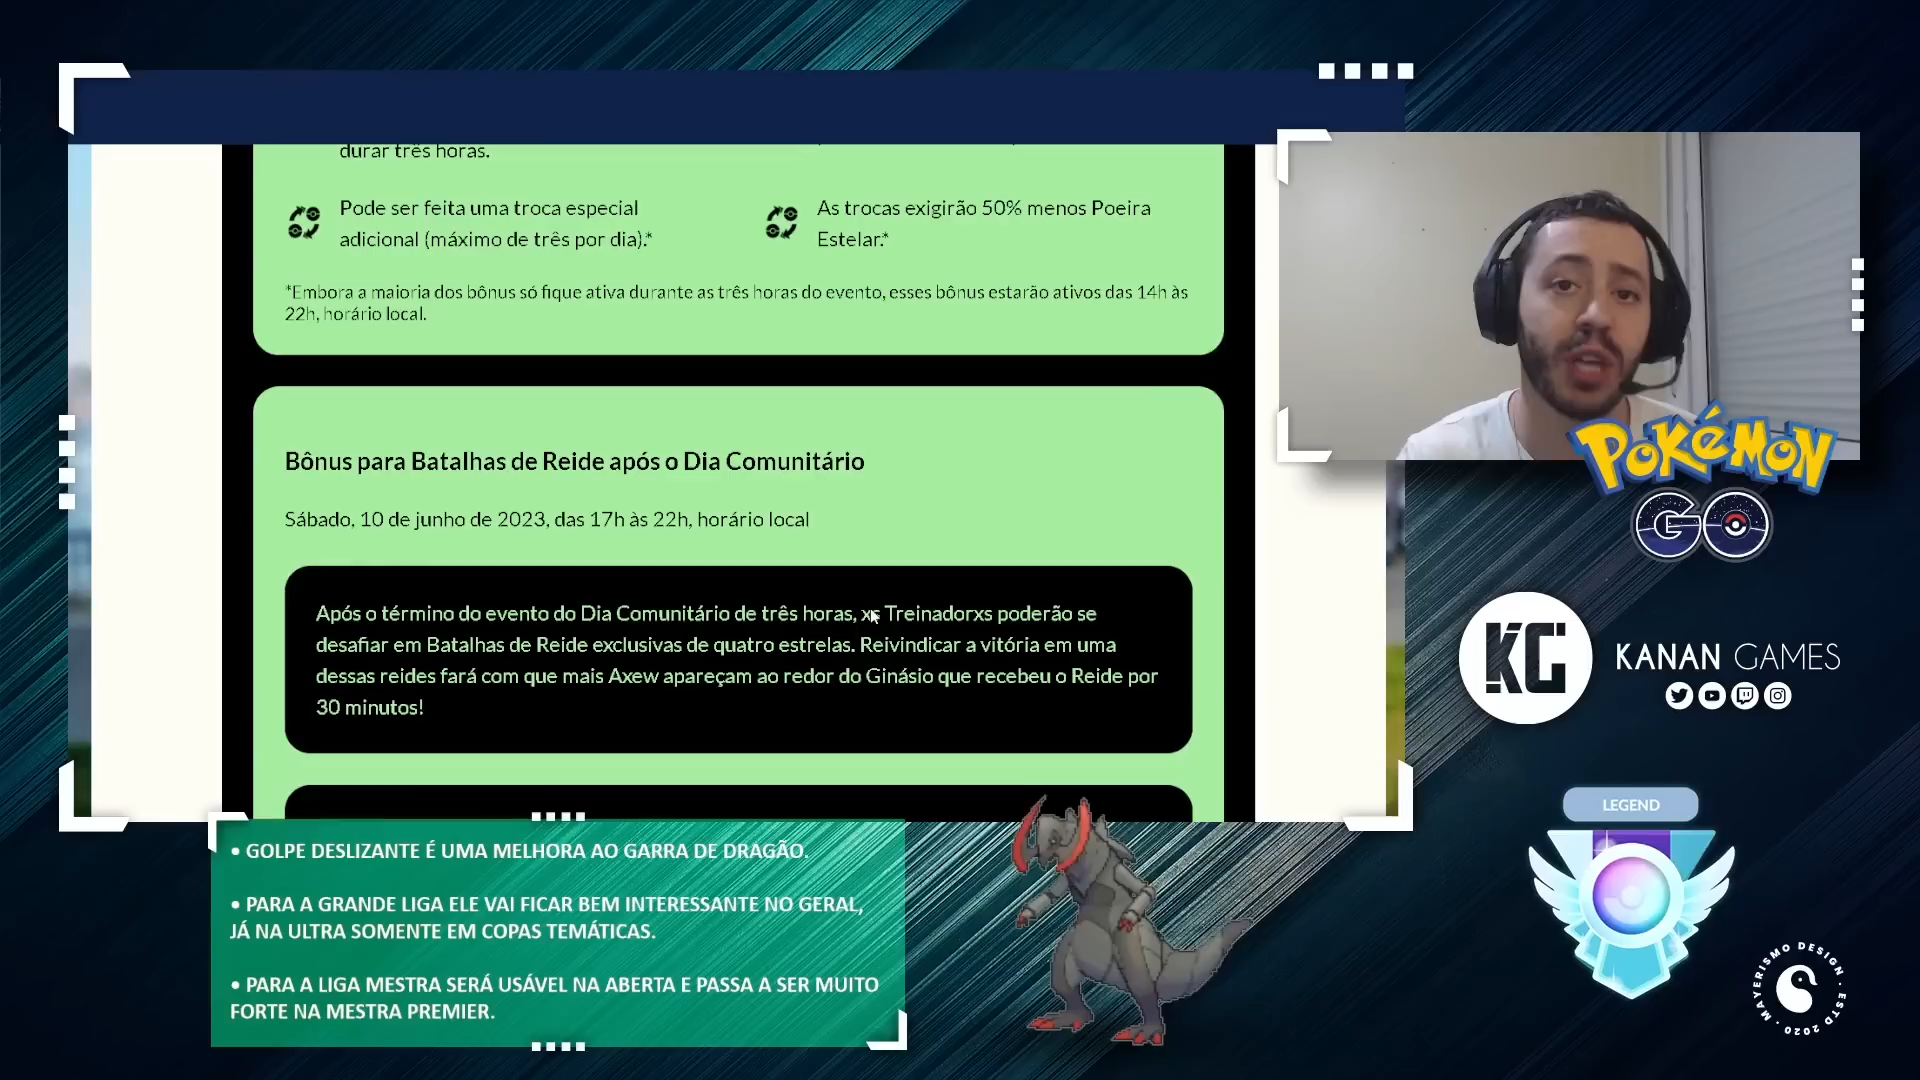 durar três horas.
Pode ser feita uma troca especial
adicional (máximo de três por dia).*
As trocas exigirão 50% menos Poeira
Estelar.*
*Embora a maioria dos bônus só fique ativa durante as três horas do evento, esses bônus estarão ativos das 14h às
22h, horário local.
Bônus para Batalhas de Reide após o Dia Comunitário
Sábado, 10 de junho de 2023, das 17h às 22h, horário local
Após o término do evento do Dia Comunitário de três horas, xs Treinadorxs poderão se
desafiar em Batalhas de Reide exclusivas de quatro estrelas. Reivindicar a vitória em uma
dessas reides fará com que mais Axew apareçam ao redor do Ginásio que recebeu o Reide por
30 minutos!
• GOLPE DESLIZANTE É UMA MELHORA AO GARRA DE DRAGÃO.
• PARA A GRANDE LIGA ELE VAI FICAR BEM INTERESSANTE NO GERAL,
JÁ NA ULTRA SOMENTE EM COPAS TEMÁTICAS.
• PARA A LIGA MESTRA SERÁ USÁVEL NA ABERTA E PASSA A SER MUITO
FORTE NA MESTRA PREMIER.
POKÉMON
GO
KG
KANAN GAMES
LEGEND
MAYERISMO DESIGN · ESTD 2020 ·